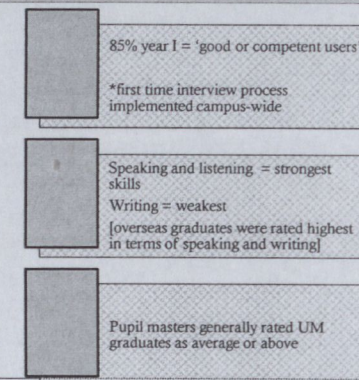 85% year I = 'good or competent users
*first time interview process
implemented campus-wide
Speaking and listening = strongest
skills
Writing = weakest
[overseas graduates were rated highest
in terms of speaking and writing]
Pupil masters generally rated UM
graduates as average or above